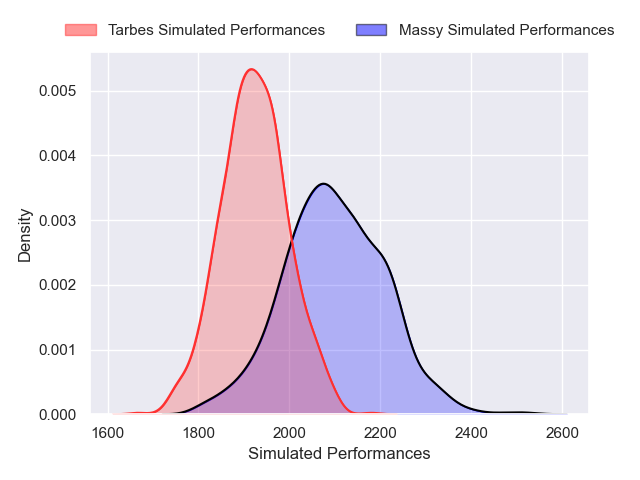 Tarbes Simulated Performances Massy Simulated Performances
0.005
0.004
0.003
0.002
0.001
0.000
Density
1600 1800 2000 2200 2400 2600
Simulated Performances